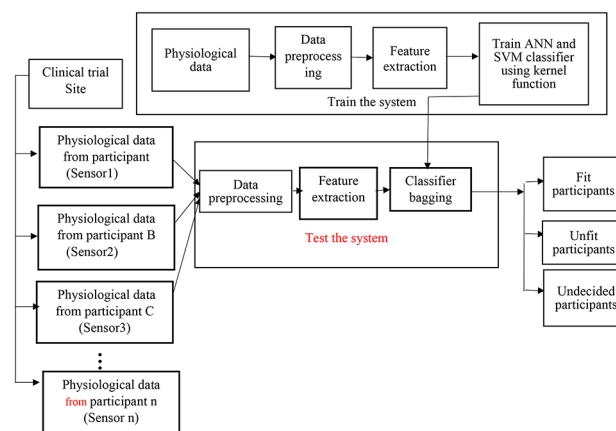 Physiological
data
Data
preprocess
ing
Feature
extraction
Train ANN and
SVM classifier
using kernel
function
Train the system
Clinical trial
Site
Physiological data
from participant
(Sensor1)
Physiological data
from participant B
(Sensor2)
Physiological data
from participant C
(Sensor3)
Physiological data
from participant n
(Sensor n)
Data
preprocessing
Feature
extraction
Classifier
bagging
Test the system
Fit
participants
Unfit
participants
Undecided
participants